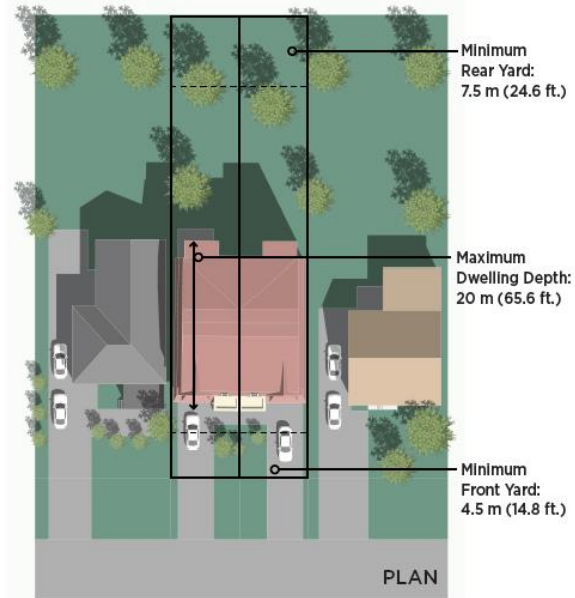 Minimum
Rear Yard:
7.5 m (24.6 ft.)
Maximum
Dwelling Depth:
20 m (65.6 ft.)
Minimum
Front Yard:
4.5 m (14.8 ft.)
PLAN